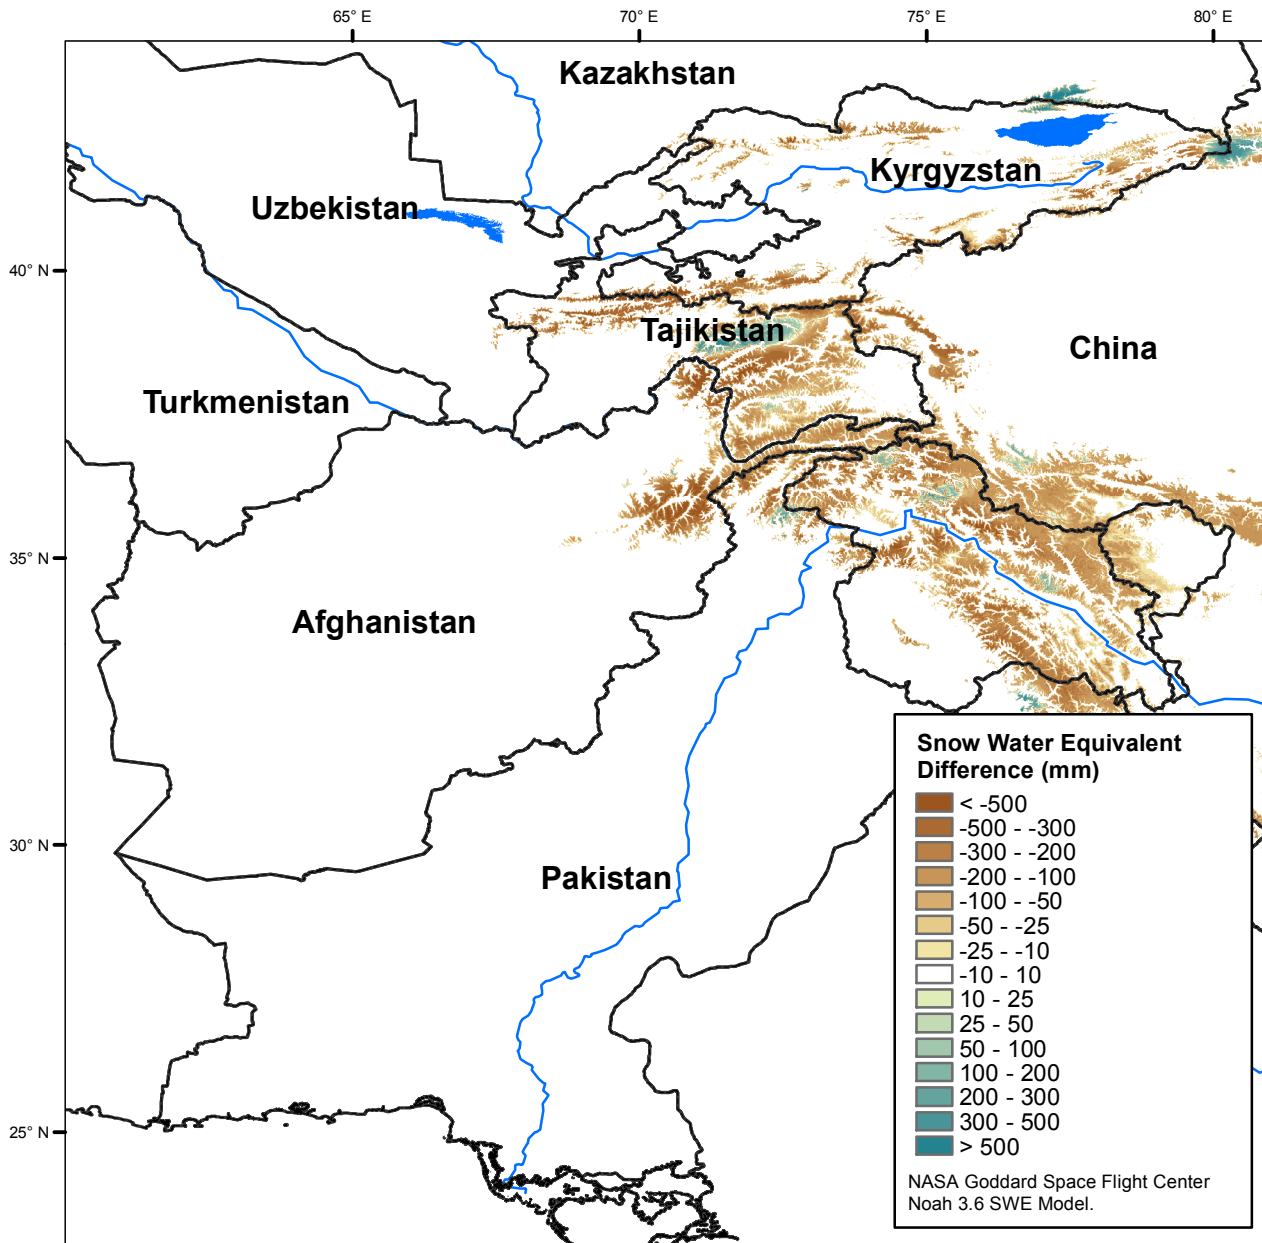 65° E
70° E
75° E
80° E
Kazakhstan
Kyrgyzstan
Uzbekistan
40° N
Tajikistan
China
Turkmenistan
35° N
Afghanistan
30° N
Pakistan
25° N
Snow Water Equivalent
Difference (mm)
< -500
-500 - -300
-300 - -200
-200 - -100
-100 - -50
-50 - -25
-25 - -10
-10 - 10
10 - 25
25 - 50
50 - 100
100 - 200
200 - 300
300 - 500
> 500
NASA Goddard Space Flight Center
Noah 3.6 SWE Model.